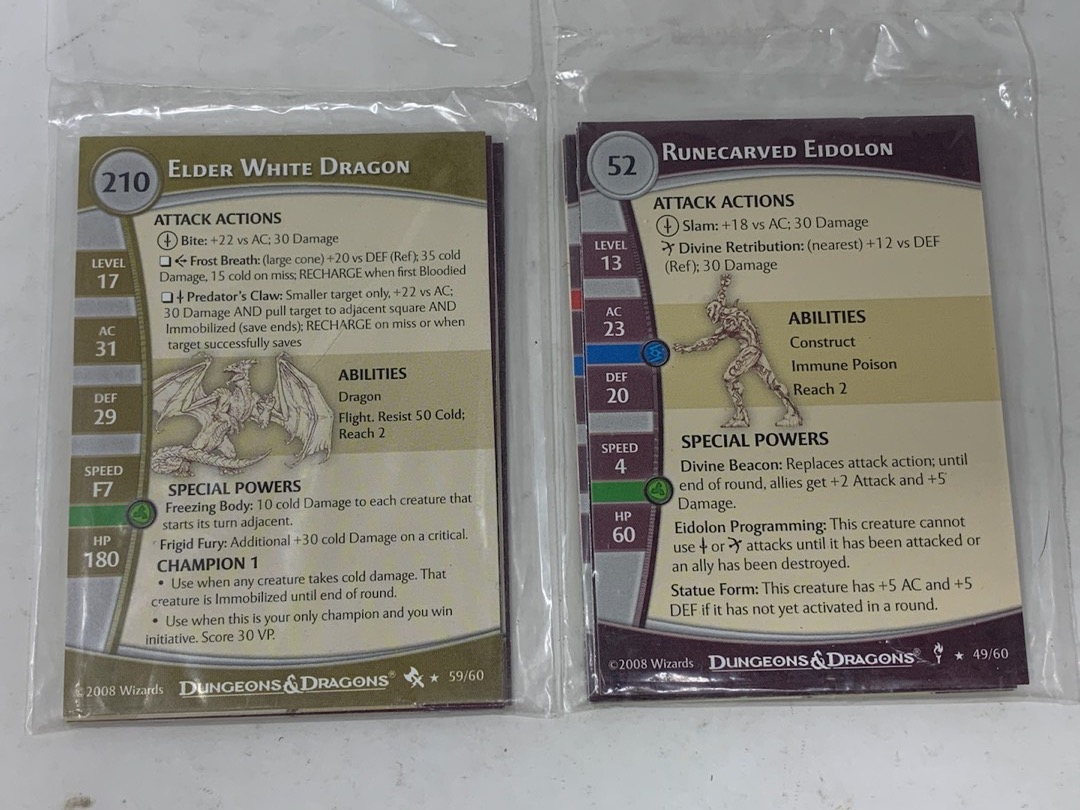 210
ELDER WHITE DRAGON
ATTACK ACTIONS
Bite: +22 vs AC; 30 Damage
Frost Breath: (large cone) +20 vs DEF (Ref); 35 cold
Damage, 15 cold on miss; RECHARGE when first Bloodied
Predator's Claw: Smaller target only, +22 vs AC;
30 Damage AND pull target to adjacent square AND
Immobilized (save ends); RECHARGE on miss or when
target successfully saves
LEVEL
17
AC
31
DEF
29
SPEED
F7
HP
180
ABILITIES
Dragon
Flight. Resist 50 Cold;
Reach 2
SPECIAL POWERS
Freezing Body: 10 cold Damage to each creature that
starts its turn adjacent.
Frigid Fury: Additional +30 cold Damage on a critical.
CHAMPION 1
• Use when any creature takes cold damage. That
creature is Immobilized until end of round.
• Use when this is your only champion and you win
initiative. Score 30 VP.
©2008 Wizards DUNGEONS & DRAGONS® ★ 59/60
52
RUNECARVED EIDOLON
ATTACK ACTIONS
Slam: +18 vs AC; 30 Damage
Divine Retribution: (nearest) +12 vs DEF
(Ref); 30 Damage
LEVEL
13
AC
23
DEF
20
SPEED
4
HP
60
ABILITIES
Construct
Immune Poison
Reach 2
SPECIAL POWERS
Divine Beacon: Replaces attack action; until
end of round, allies get +2 Attack and +5
Damage.
Eidolon Programming: This creature cannot
use or attacks until it has been attacked or
an ally has been destroyed.
Statue Form: This creature has +5 AC and +5
DEF if it has not yet activated in a round.
©2008 Wizards DUNGEONS & DRAGONS® ★ 49/60